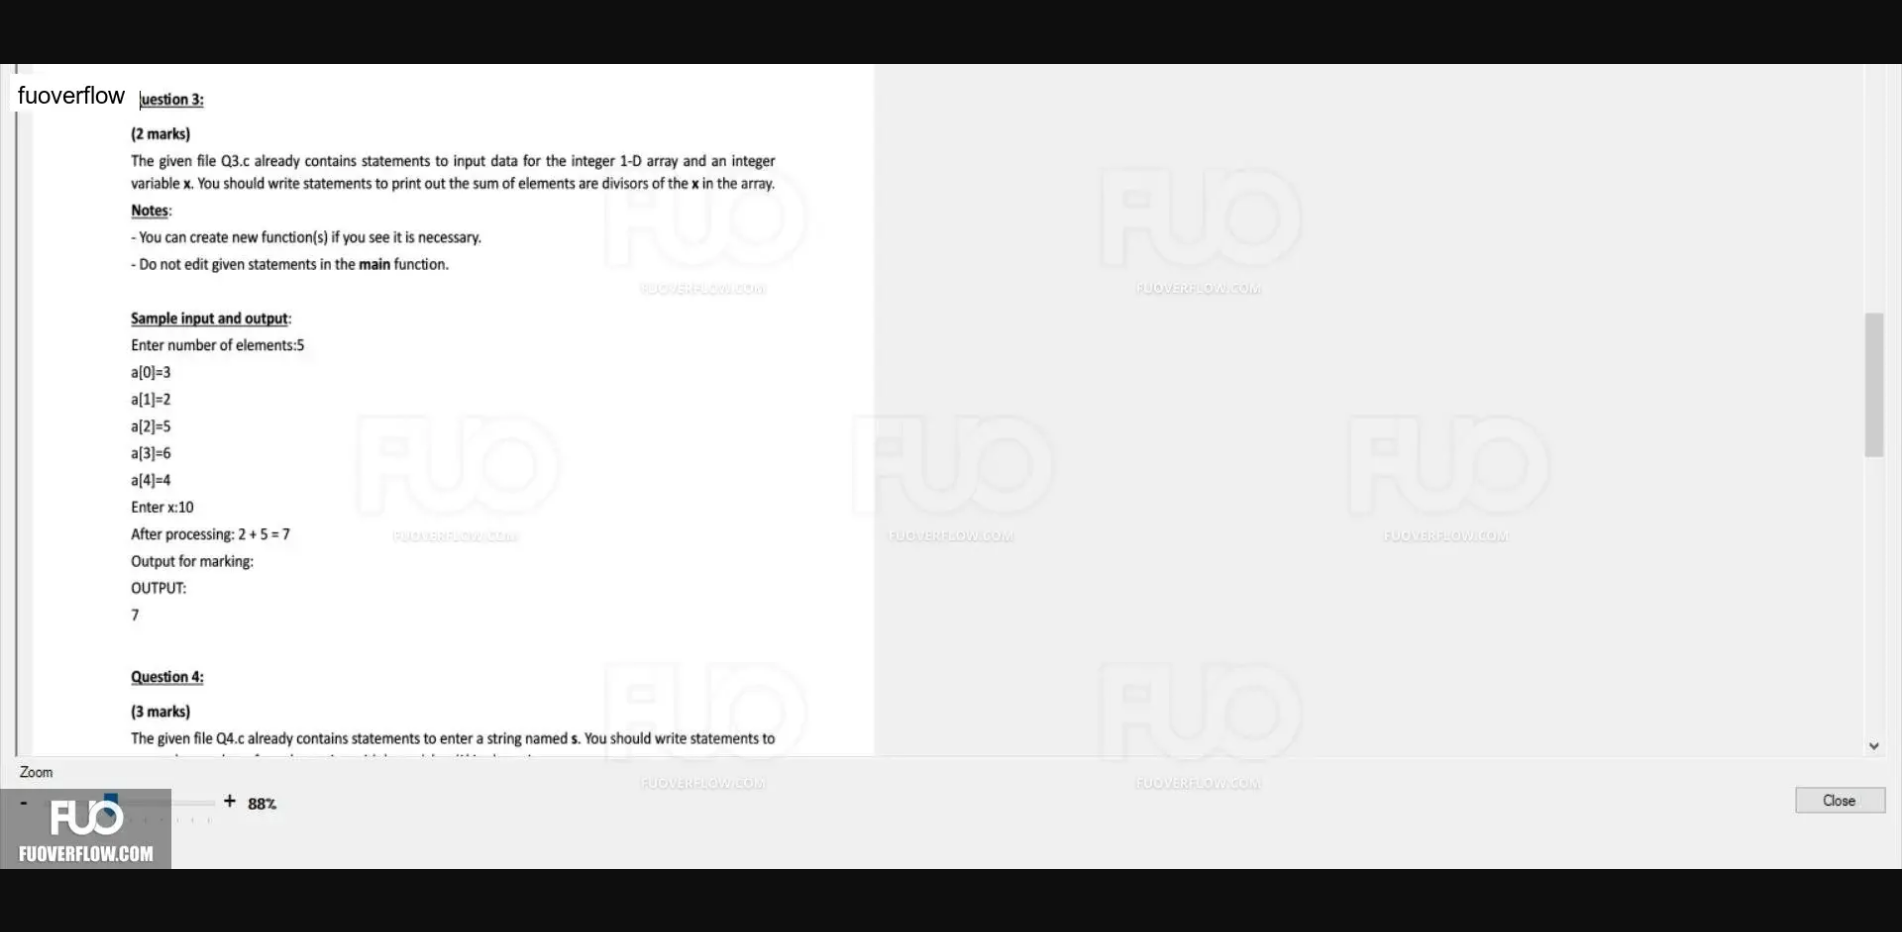 fuoverflow
uestion 3:
(2 marks)
The given file Q3.c already contains statements to input data for the integer 1-D array and an integer
variable x. You should write statements to print out the sum of elements are divisors of the x in the array.
Notes:
- You can create new function(s) if you see it is necessary.
- Do not edit given statements in the main function.
FUOVERFLOW.COM
FUOVERFLOW.COM
Sample input and output:
Enter number of elements:5
a[0]=3
a[1]=2
a[2]=5
a[3]=6
a[4]=4
Enter x:10
After processing: 2 + 5 = 7
FUOVERFLOW.COM
FUOVERFLOW.COM
FUOVERFLOW.COM
Output for marking:
OUTPUT:
7
Question 4:
(3 marks)
The given file Q4.c already contains statements to enter a string named s. You should write statements to
Zoom
FUOVERFLOW.COM
FUOVERFLOW.COM
- + 88%
Close
FUO
FUOVERFLOW.COM